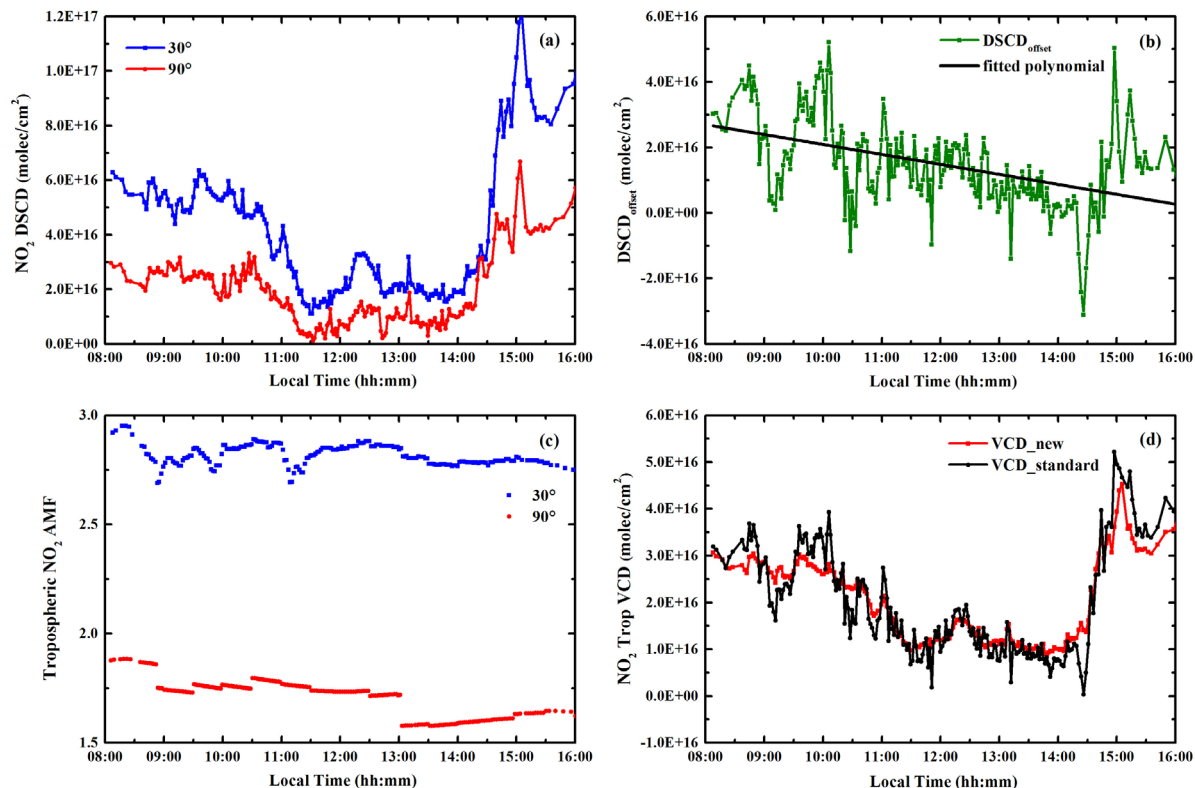 (a)
30°
90°
NO2 DSCD (molec/cm2)
1.2E+17
1.0E+17
8.0E+16
6.0E+16
4.0E+16
2.0E+16
0.0E+00
08:00 09:00 10:00 11:00 12:00 13:00 14:00 15:00 16:00
Local Time (hh:mm)
(b)
DSCDoffset
fitted polynomial
DSCDoffset (molec/cm2)
6.0E+16
4.0E+16
2.0E+16
0.0E+00
-2.0E+16
-4.0E+16
08:00 09:00 10:00 11:00 12:00 13:00 14:00 15:00 16:00
Local Time (hh:mm)
(c)
30°
90°
Tropospheric NO2 AMF
3.0
2.5
2.0
1.5
08:00 09:00 10:00 11:00 12:00 13:00 14:00 15:00 16:00
Local Time (hh:mm)
(d)
VCD_new
VCD_standard
NO2 Trop VCD (molec/cm2)
6.0E+16
5.0E+16
4.0E+16
3.0E+16
2.0E+16
1.0E+16
0.0E+00
-1.0E+16
08:00 09:00 10:00 11:00 12:00 13:00 14:00 15:00 16:00
Local Time (hh:mm)